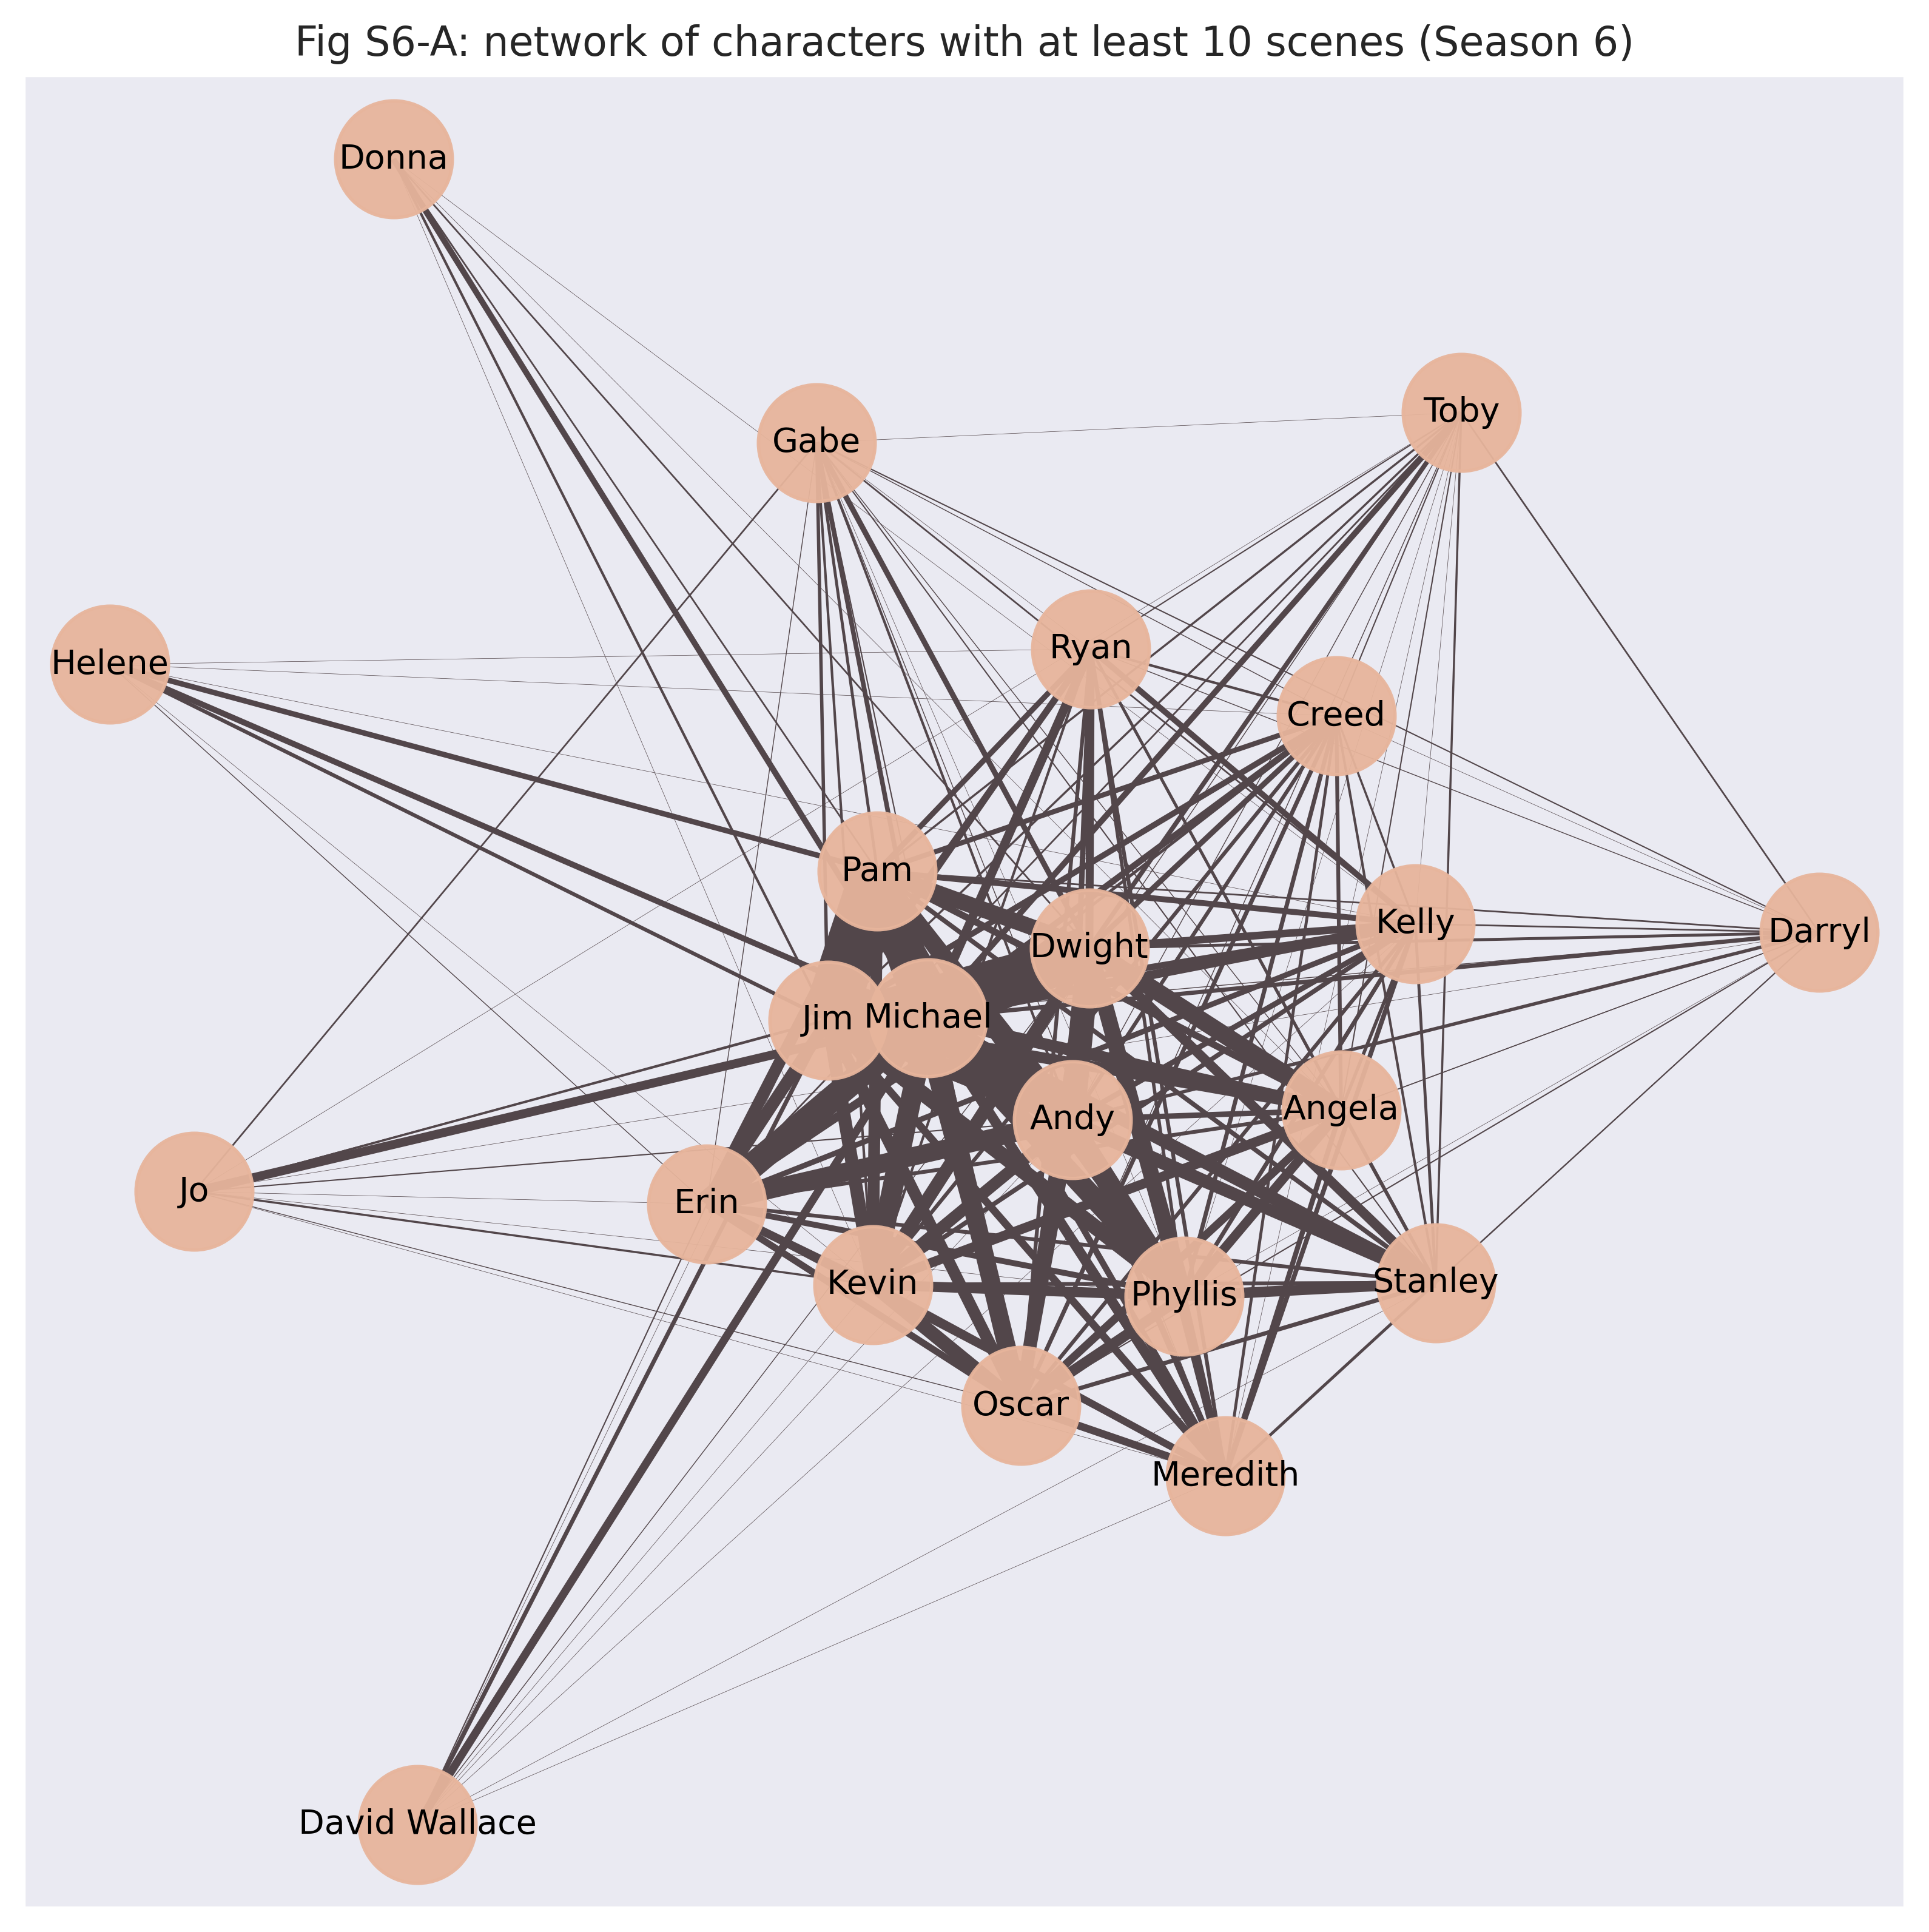 Fig S6-A: network of characters with at least 10 scenes (Season 6)
Donna
Toby
Gabe
Ryan
Helene
Creed
Pam
Kelly
Darryl
Dwight
Jim
Michael
Angela
Andy
Jo
Erin
Kevin
Stanley
Phyllis
Oscar
Meredith
David Wallace